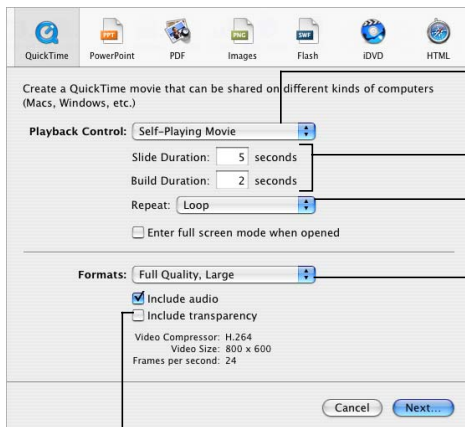 QuickTime PowerPoint PDF Images Flash iDVD HTML
PPT PNG SWF
Create a QuickTime movie that can be shared on different kinds of computers
(Macs, Windows, etc.)
Playback Control: Self-Playing Movie
Slide Duration: 5 seconds
Build Duration: 2 seconds
Repeat: Loop
Enter full screen mode when opened
Formats: Full Quality, Large
Include audio
Include transparency
Video Compressor: H.264
Video Size: 800 x 600
Frames per second: 24
Cancel Next...